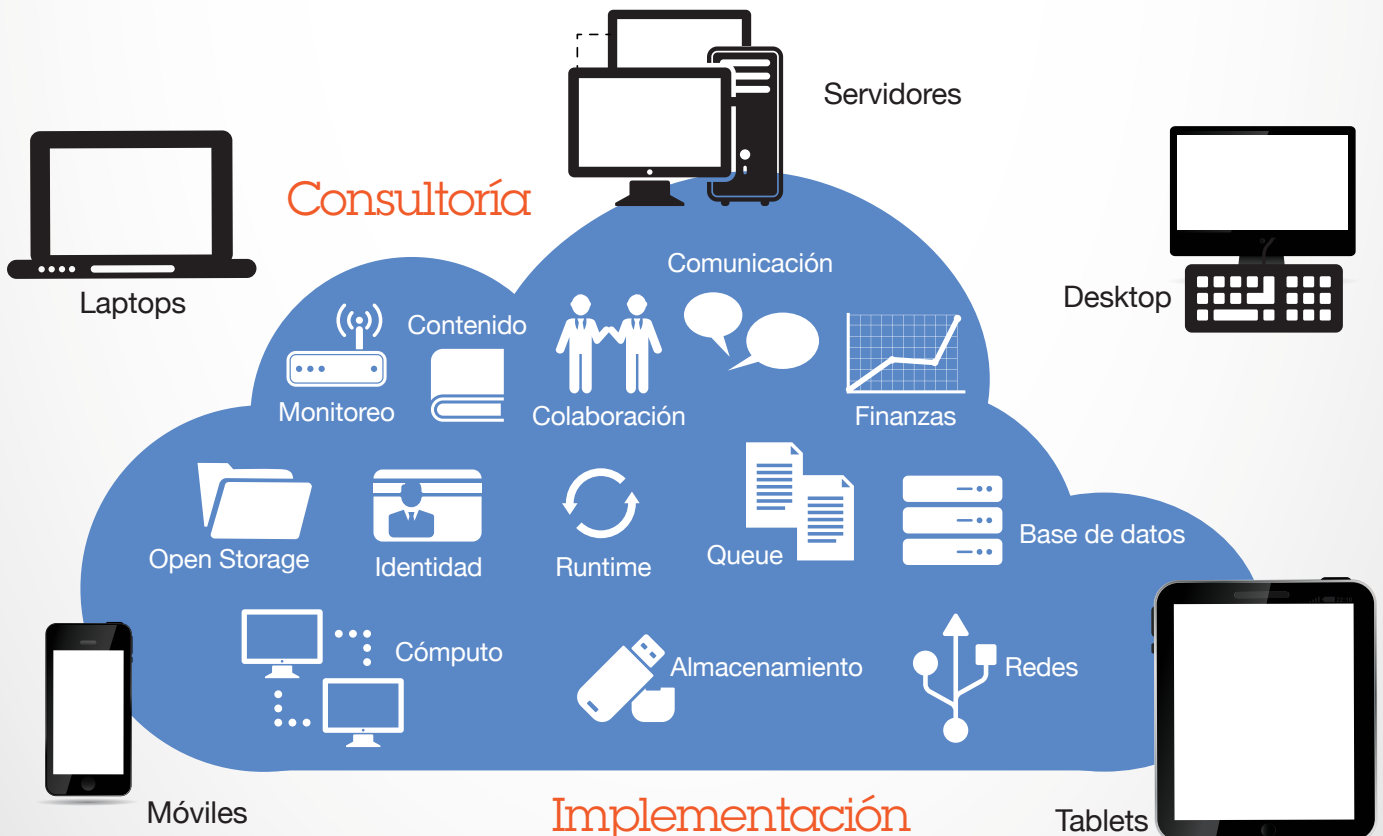 Servidores
Consultoría
Laptops
Comunicación
Desktop
Contenido
Monitoreo
Colaboración
Finanzas
Open Storage
Identidad
Runtime
Queue
Base de datos
Cómputo
Almacenamiento
Redes
Móviles
Implementación
Tablets